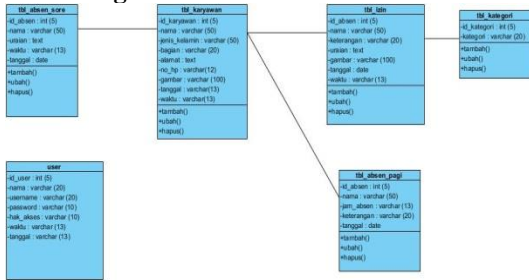 tbl_absen_sore
-id_absen : int (5)
-nama : varchar (50)
-uraian : text
-waktu : varchar (13)
-tanggal : date
+tambah()
+ubah()
+hapus()
tbl_karyawan
-id_karyawan : int (5)
-nama : varchar (50)
-jenis_kelamin : varchar (50)
-bagian : varchar (20)
-alamat : text
-no_hp : varchar(12)
-gambar : varchar (100)
-tanggal : varchar(13)
-waktu : varchar(13)
+tambah()
+ubah()
+hapus()
tbl_izin
-id_absen : int (5)
-nama : varchar (50)
-keterangan : varchar (20)
-uraian : text
-gambar : varchar (100)
-tanggal : date
-waktu : varchar (13)
+tambah()
+ubah()
+hapus()
tbl_kategori
-id_kategori : int (5)
-kategori : varchar (20)
user
-id_user : int (5)
-nama : varchar (20)
-username : varchar (20)
-password : varchar (10)
-hak_akses : varchar (10)
-waktu : varchar (13)
-tanggal : varchar (13)
tbl_absen_pagi
-id_absen : int (5)
-nama : varchar (50)
-jam_absen : varchar (13)
-keterangan : varchar (20)
-tanggal : date
+tambah()
+ubah()
+hapus()